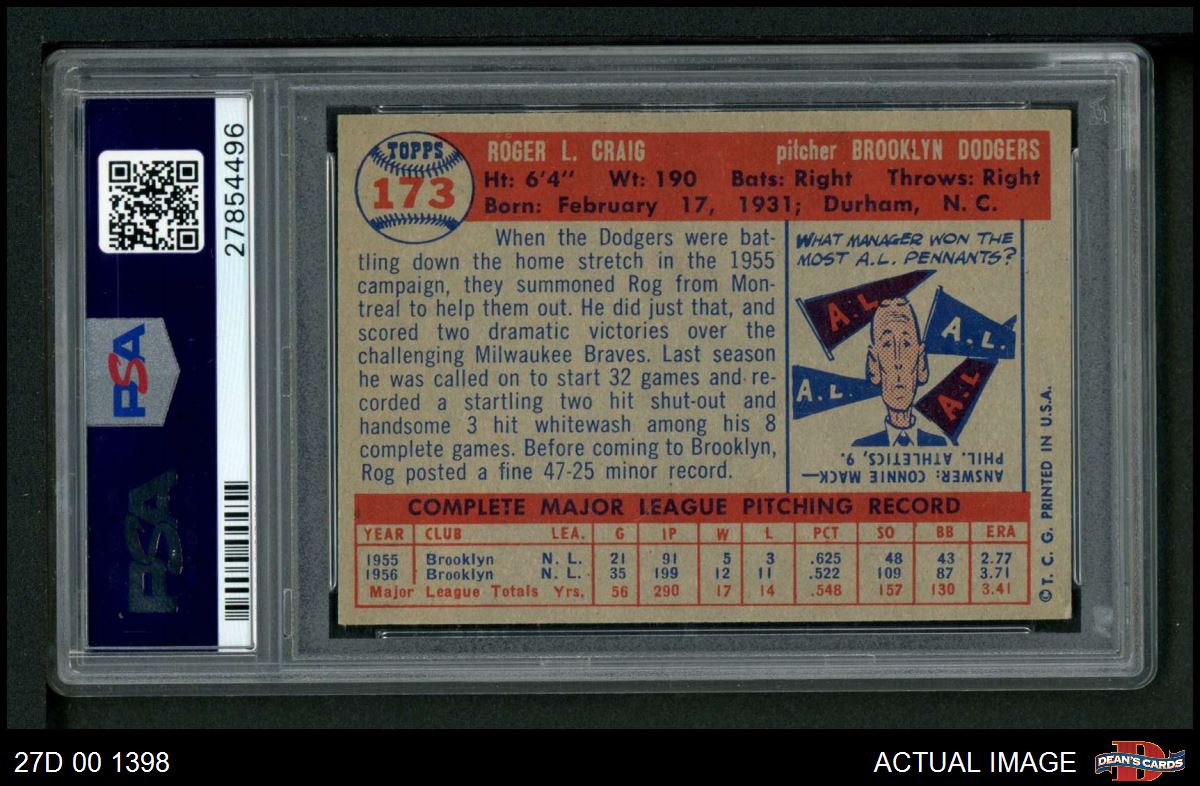 27854496
PSA
PSA
TOPPS
173
ROGER L. CRAIG pitcher BROOKLYN DODGERS
Ht: 6'4" Wt: 190 Bats: Right Throws: Right
Born: February 17, 1931; Durham, N. C.
When the Dodgers were bat-
tling down the home stretch in the 1955
campaign, they summoned Rog from Mon-
treal to help them out. He did just that, and
scored two dramatic victories over the
challenging Milwaukee Braves. Last season
he was called on to start 32 games and re-
corded a startling two hit shut-out and
handsome 3 hit whitewash among his 8
complete games. Before coming to Brooklyn,
Rog posted a fine 47-25 minor record.
WHAT MANAGER WON THE
MOST A.L. PENNANTS?
A.L.
A.L.
A.L.
A.L.
ANSWER: CONNIE MACK—
PHIL. ATHLETICS, 9.
COMPLETE MAJOR LEAGUE PITCHING RECORD
YEAR CLUB LEA. G IP W L PCT SO BB ERA
1955 Brooklyn N. L. 21 91 5 3 .625 48 43 2.77
1956 Brooklyn N. L. 35 199 12 11 .522 109 87 3.71
Major League Totals Yrs. 56 290 17 14 .548 157 130 3.41
© T. C. G. PRINTED IN U.S.A.
27D 00 1398
ACTUAL IMAGE
D
DEAN'S CARDS